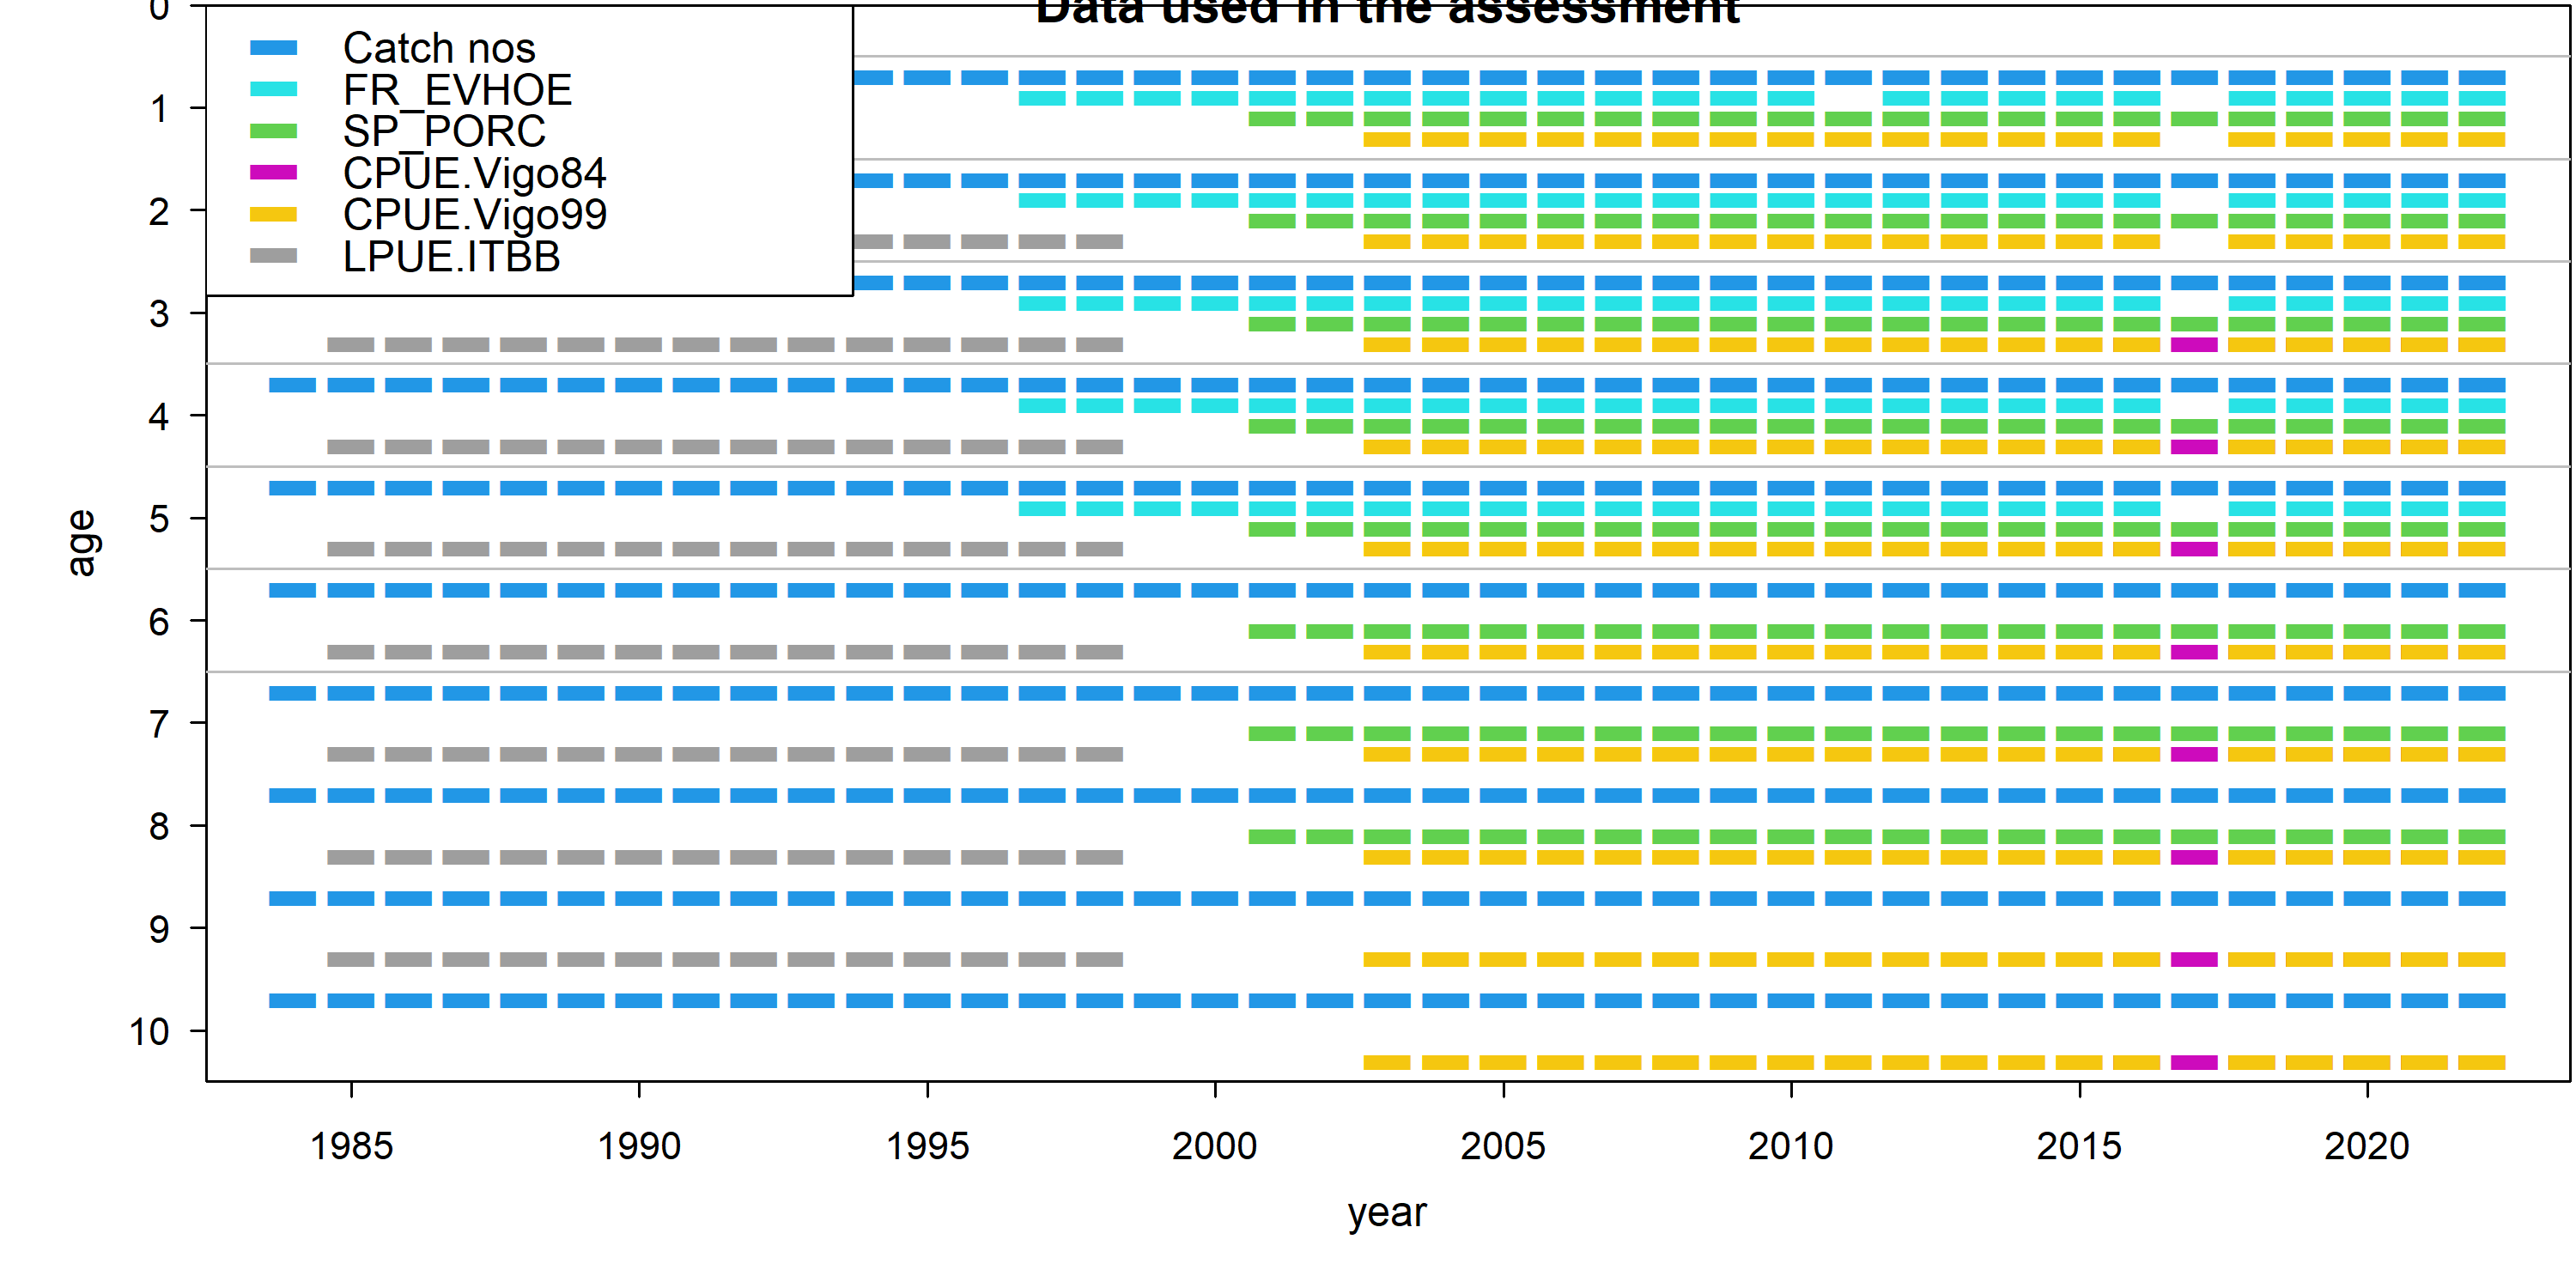 Data used in the assessment
Catch nos
FR_EVHOE
SP_PORC
CPUE.Vigo84
CPUE.Vigo99
LPUE.ITBB
0
1
2
3
4
5
6
7
8
9
10
age
1985 1990 1995 2000 2005 2010 2015 2020
year